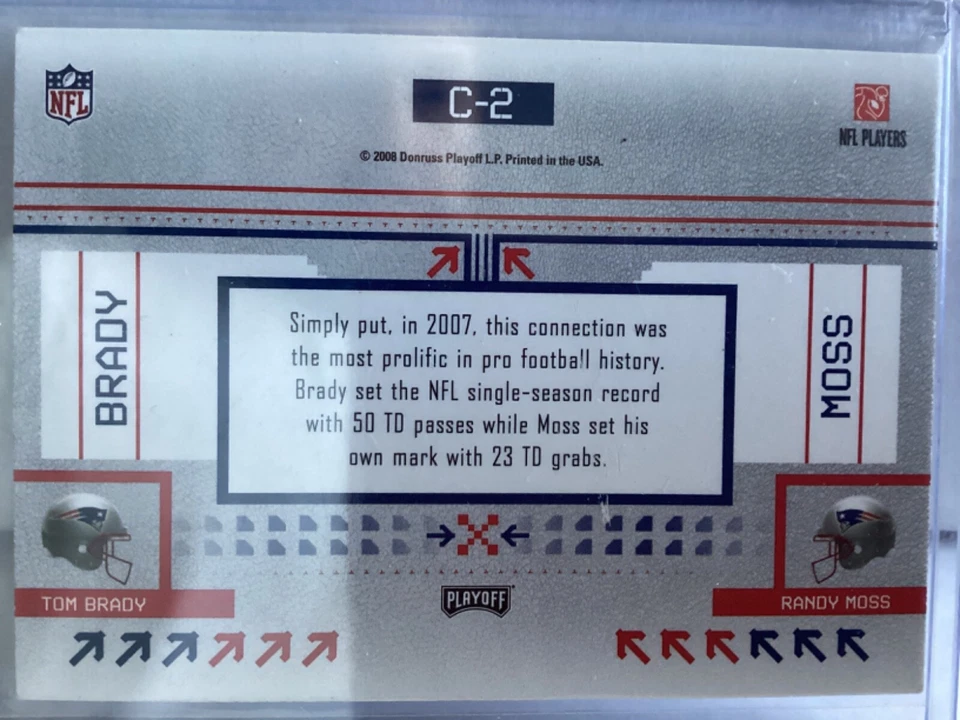 NFL
C-2
NFL PLAYERS
© 2008 Donruss Playoff L.P. Printed in the USA.
BRADY
MOSS
Simply put, in 2007, this connection was
the most prolific in pro football history.
Brady set the NFL single-season record
with 50 TD passes while Moss set his
own mark with 23 TD grabs.
TOM BRADY
PLAYOFF
RANDY MOSS